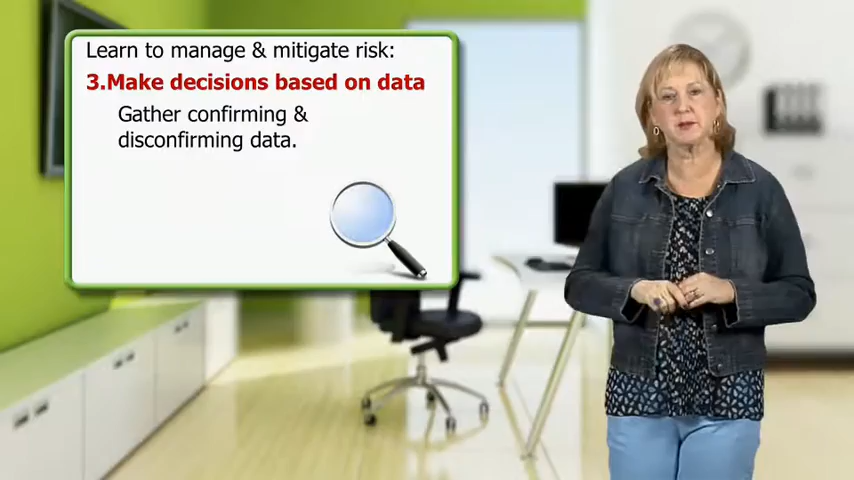 Learn to manage & mitigate risk:
3.Make decisions based on data
Gather confirming &
disconfirming data.